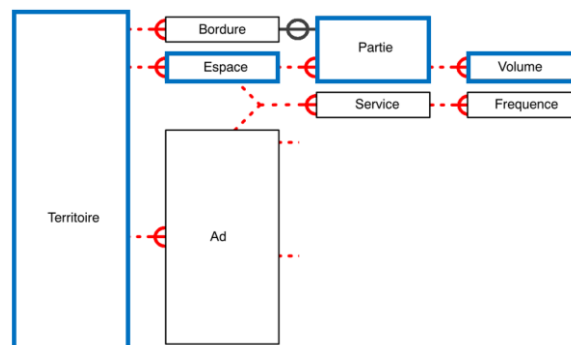 Bordure
Partie
Espace
Volume
Service
Frequence
Territoire
Ad